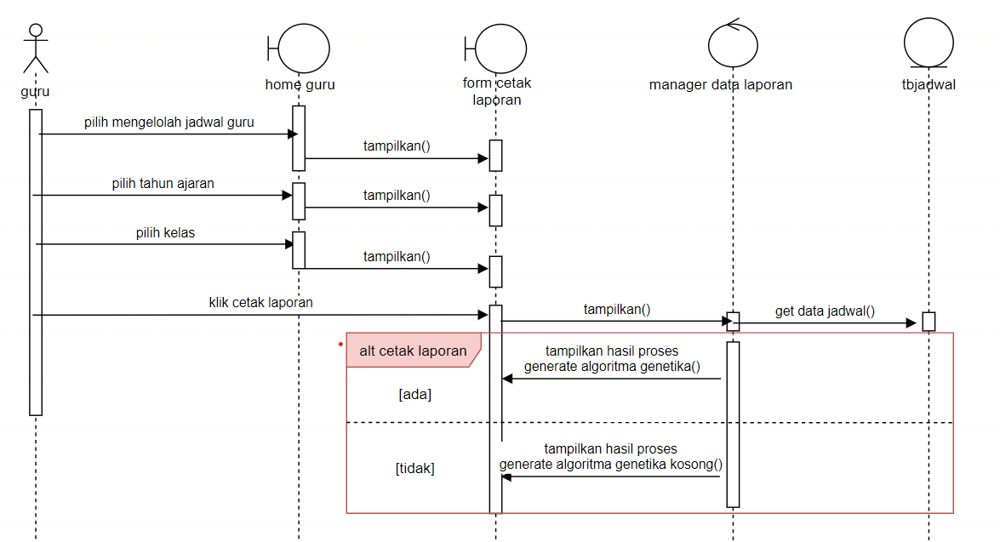 guru
home guru
form cetak
laporan
manager data laporan
tbjadwal
pilih mengelolah jadwal guru
tampilkan()
pilih tahun ajaran
tampilkan()
pilih kelas
tampilkan()
klik cetak laporan
tampilkan()
get data jadwal()
alt cetak laporan
tampilkan hasil proses
generate algoritma genetika()
[ada]
tampilkan hasil proses
generate algoritma genetika kosong()
[tidak]